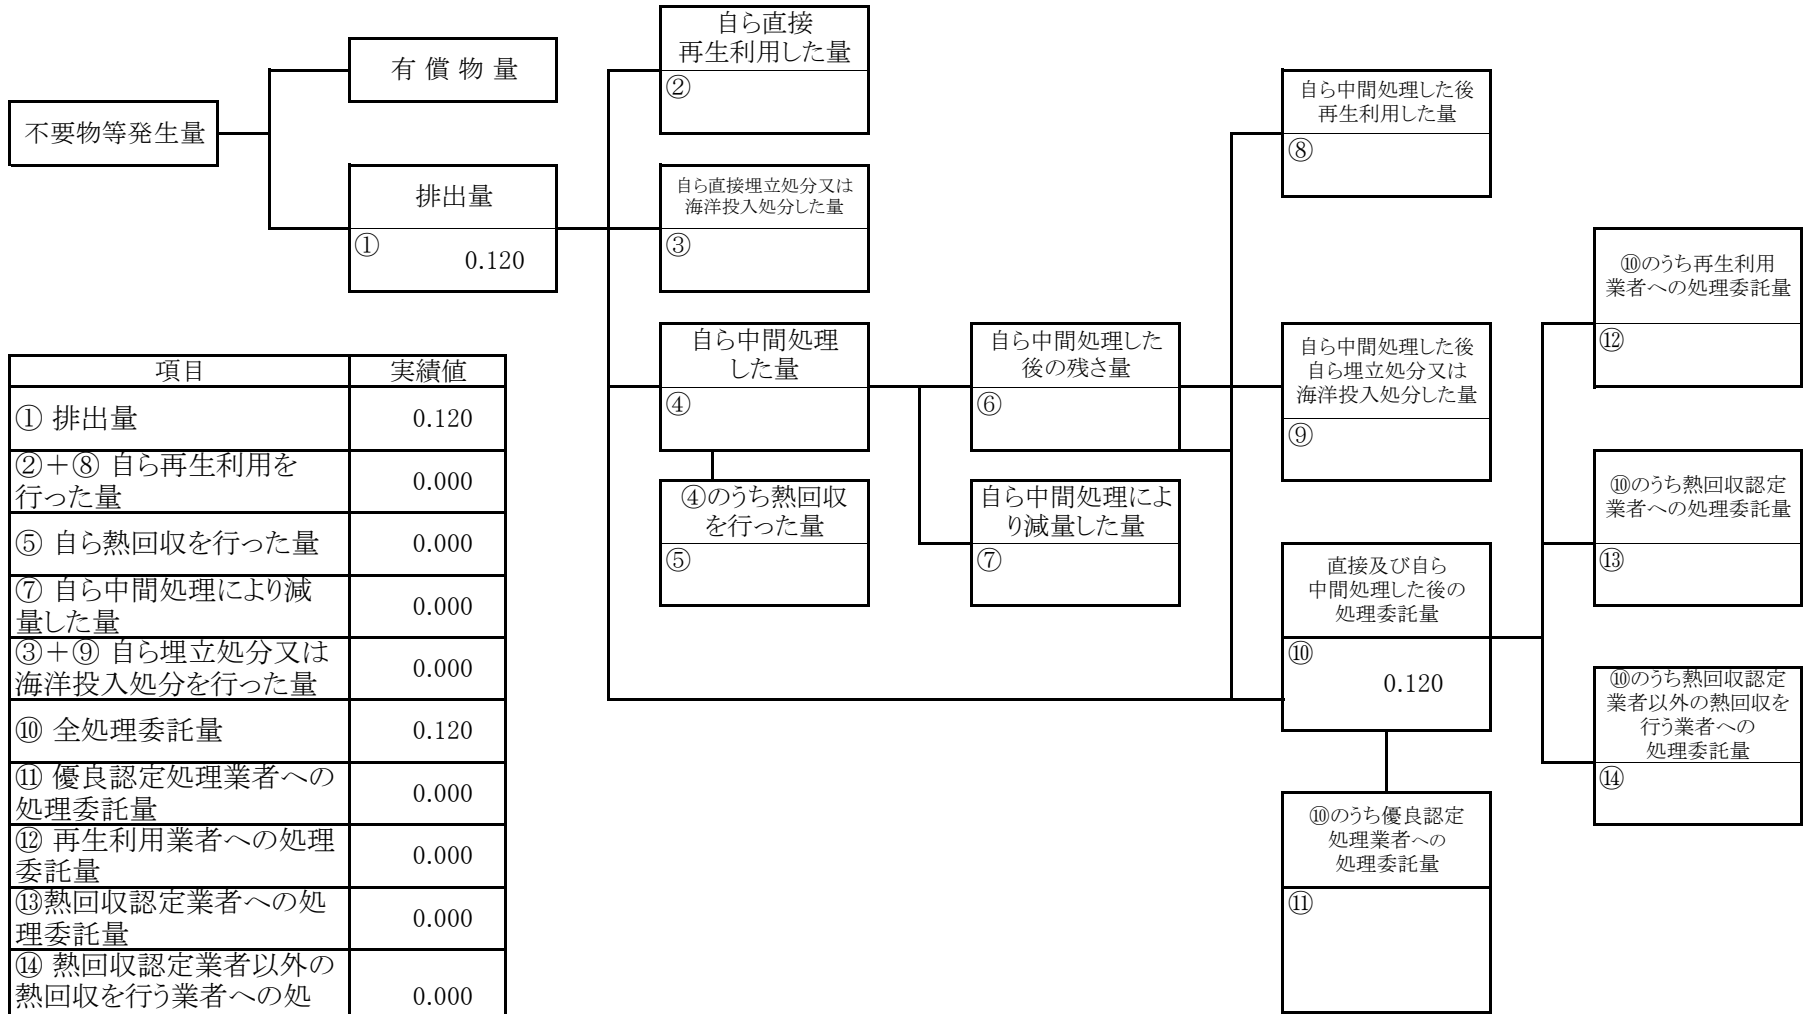 不要物等発生量
有 償 物 量
排出量
①
0.120
自ら直接
再生利用した量
②
自ら直接埋立処分又は
海洋投入処分した量
③
自ら中間処理
した量
④
④のうち熱回収
を行った量
⑤
自ら中間処理した
後の残さ量
⑥
自ら中間処理によ
り減量した量
⑦
自ら中間処理した後
再生利用した量
⑧
自ら中間処理した後
自ら埋立処分又は
海洋投入処分した量
⑨
直接及び自ら
中間処理した後の
処理委託量
⑩
0.120
⑩のうち優良認定
処理業者への
処理委託量
⑪
⑩のうち再生利用
業者への処理委託量
⑫
⑩のうち熱回収認定
業者への処理委託量
⑬
⑩のうち熱回収認定
業者以外の熱回収を
行う業者への
処理委託量
⑭
項目 実績値
① 排出量 0.120
②+⑧ 自ら再生利用を
行った量 0.000
⑤ 自ら熱回収を行った量 0.000
⑦ 自ら中間処理により減
量した量 0.000
③+⑨ 自ら埋立処分又は
海洋投入処分を行った量 0.000
⑩ 全処理委託量 0.120
⑪ 優良認定処理業者への
処理委託量 0.000
⑫ 再生利用業者への処理
委託量 0.000
⑬熱回収認定業者への処
理委託量 0.000
⑭ 熱回収認定業者以外の
熱回収を行う業者への処 0.000